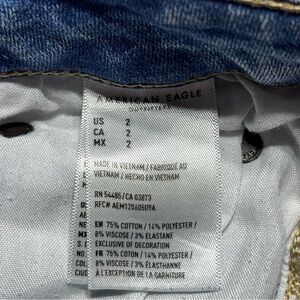 AMERICAN EAGLE
OUTFITTERS
US 2
CA 2
MX 2
MADE IN VIETNAM / FABRIQUÉ AU
VIETNAM / HECHO EN VIETNAM
RN 54485/CA 03873
RFC# AEM120605U9A
EN 75% COTTON / 14% POLYESTER /
8% VISCOSE / 3% ELASTANE
EXCLUSIVE OF DECORATION
FR 75% COTON / 14% POLYESTER /
8% VISCOSE / 3% ÉLASTHANNE
À L'EXCEPTION DE LA GARNITURE